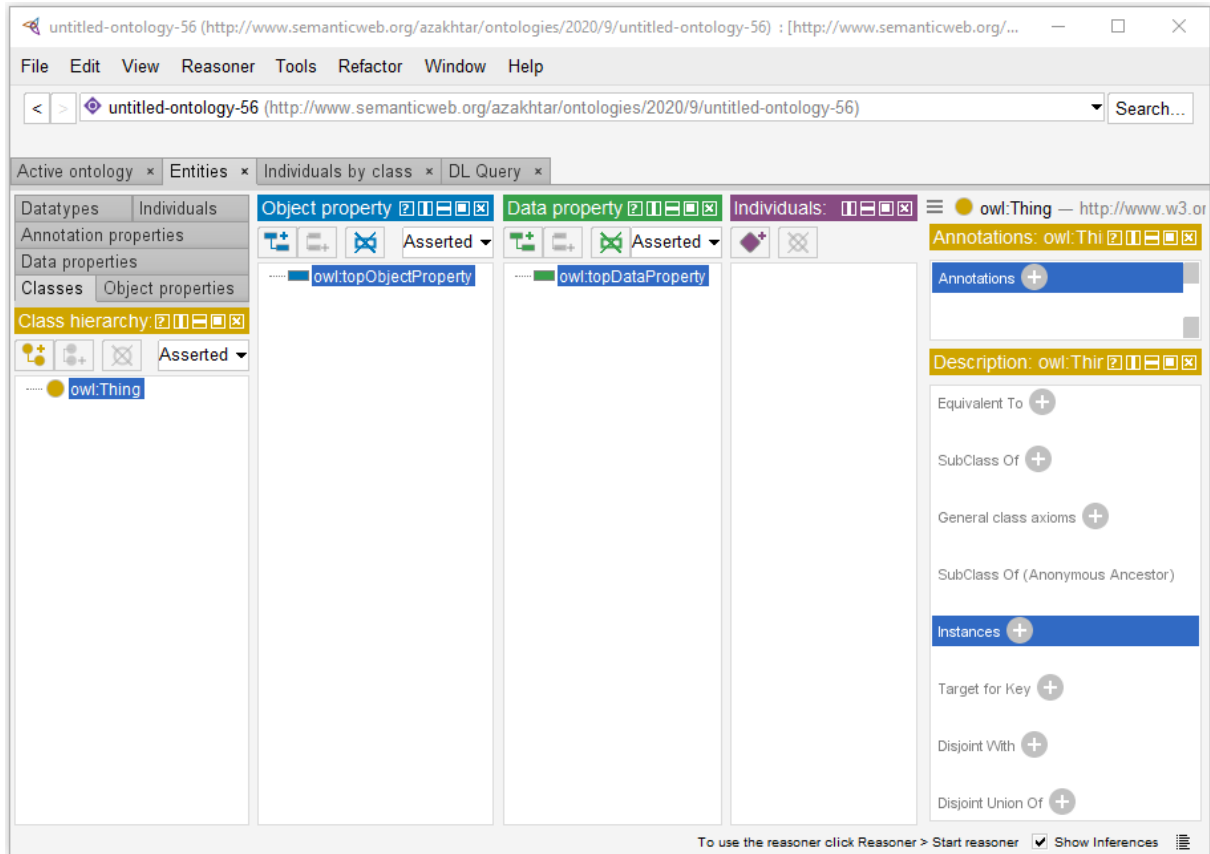 untitled-ontology-56 (http://www.semanticweb.org/azakhtar/ontologies/2020/9/untitled-ontology-56) : [http://www.semanticweb.org/...
File Edit View Reasoner Tools Refactor Window Help
< > untitled-ontology-56 (http://www.semanticweb.org/azakhtar/ontologies/2020/9/untitled-ontology-56) Search...
Active ontology × Entities × Individuals by class × DL Query ×
Datatypes Individuals
Annotation properties
Data properties
Classes Object properties
Class hierarchy:
Asserted
owl:Thing
Object property
Asserted
owl:topObjectProperty
Data property
Asserted
owl:topDataProperty
Individuals:
owl:Thing — http://www.w3.or
Annotations: owl:Thi
Annotations
Description: owl:Thir
Equivalent To
SubClass Of
General class axioms
SubClass Of (Anonymous Ancestor)
Instances
Target for Key
Disjoint With
Disjoint Union Of
To use the reasoner click Reasoner > Start reasoner Show Inferences